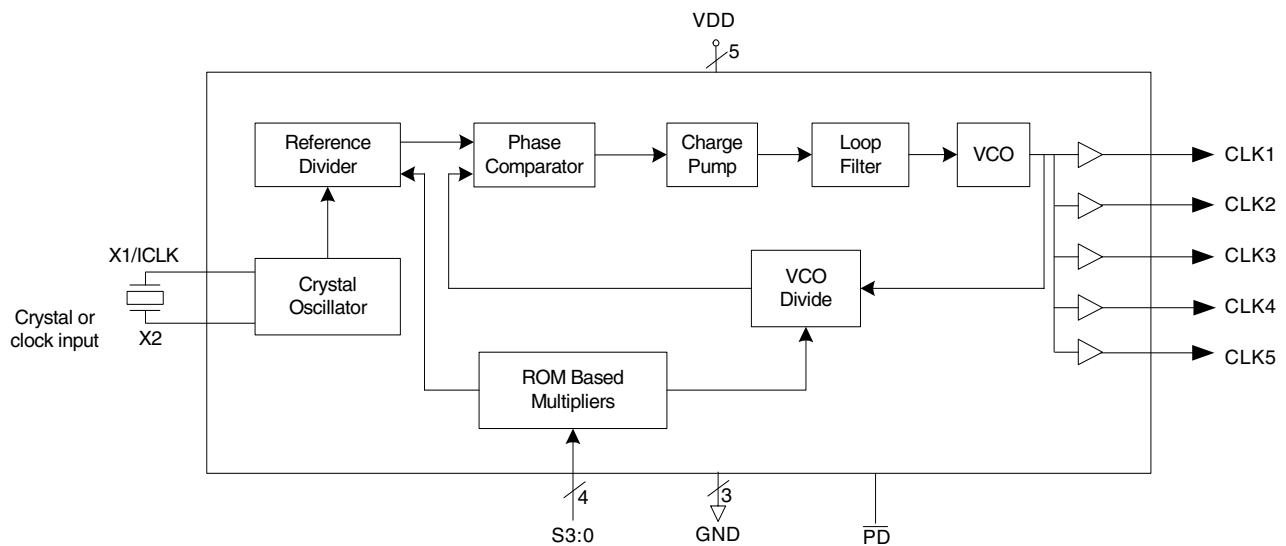 VDD
5
Reference
Divider
Phase
Comparator
Charge
Pump
Loop
Filter
VCO
CLK1
CLK2
CLK3
CLK4
CLK5
X1/ICLK
Crystal or
clock input
X2
Crystal
Oscillator
VCO
Divide
ROM Based
Multipliers
4
S3:0
3
GND
PD